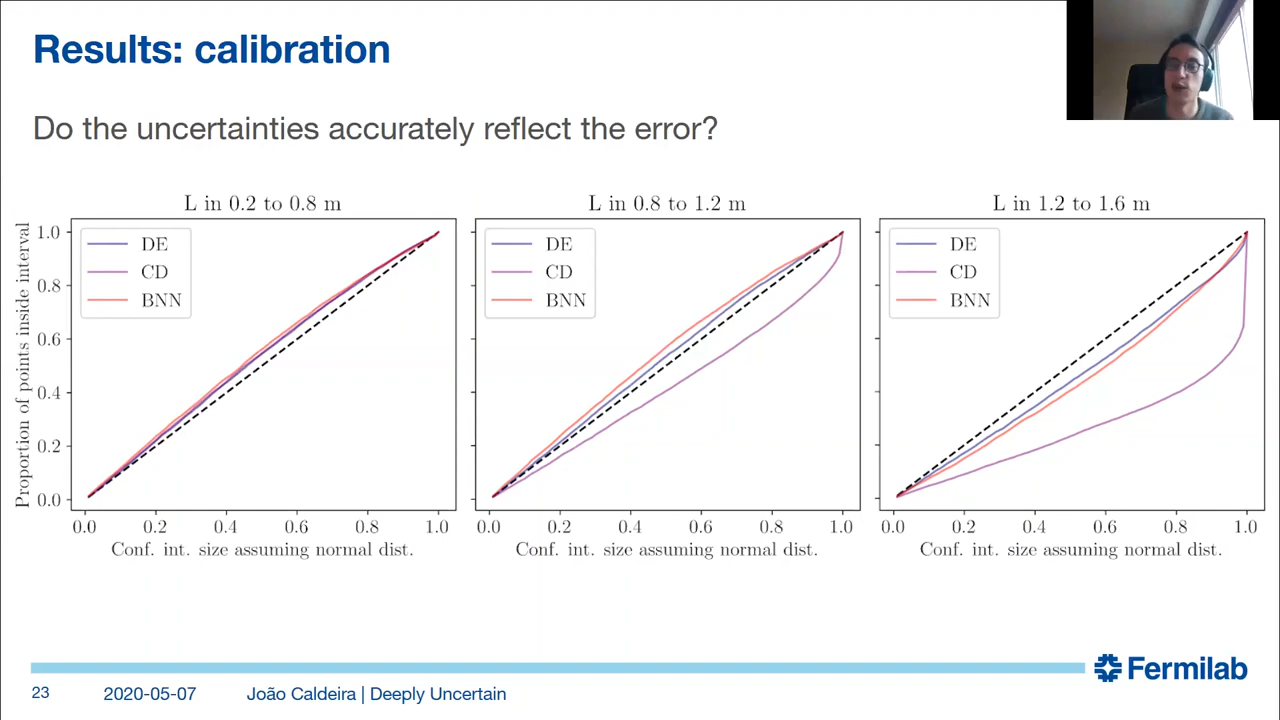 Results: calibration
Do the uncertainties accurately reflect the error?
L in 0.2 to 0.8 m
L in 0.8 to 1.2 m
L in 1.2 to 1.6 m
Proportion of points inside interval
1.0
0.8
0.6
0.4
0.2
0.0
DE
CD
BNN
DE
CD
BNN
DE
CD
BNN
0.0 0.2 0.4 0.6 0.8 1.0
0.0 0.2 0.4 0.6 0.8 1.0
0.0 0.2 0.4 0.6 0.8 1.0
Conf. int. size assuming normal dist.
Conf. int. size assuming normal dist.
Conf. int. size assuming normal dist.
Fermilab
23 2020-05-07 João Caldeira | Deeply Uncertain